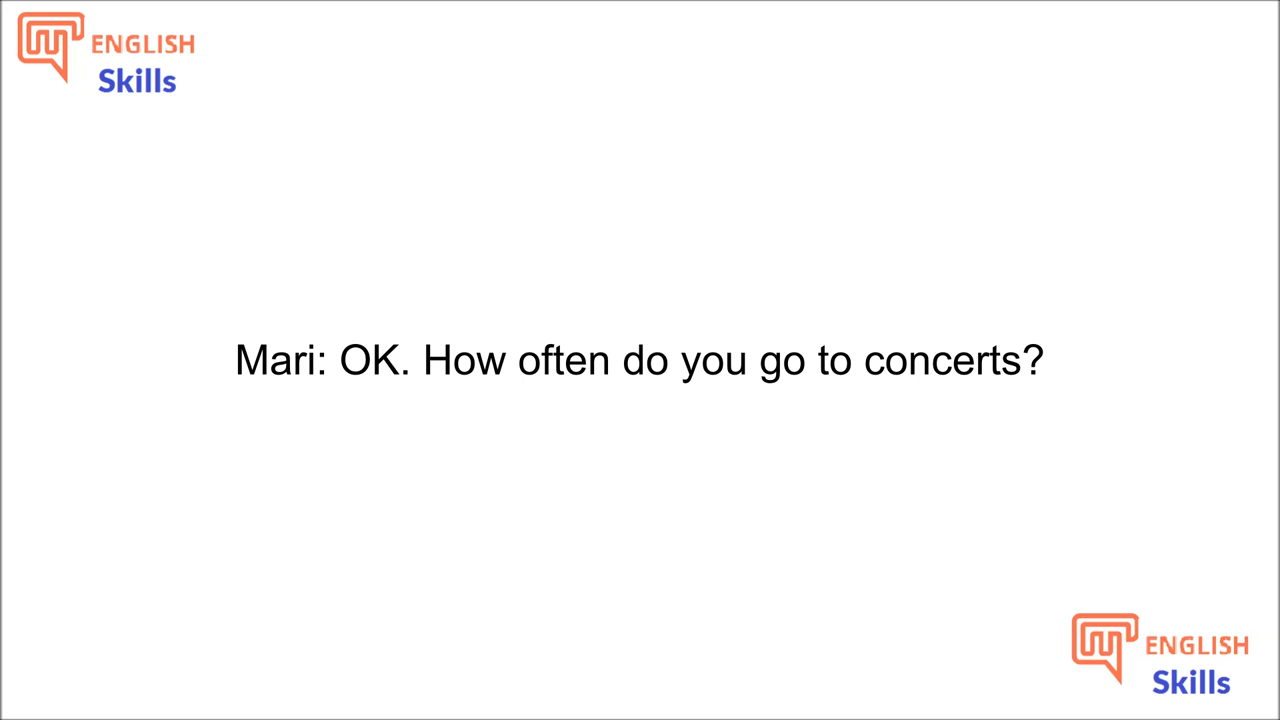 ENGLISH
Skills
Mari: OK. How often do you go to concerts?
ENGLISH
Skills